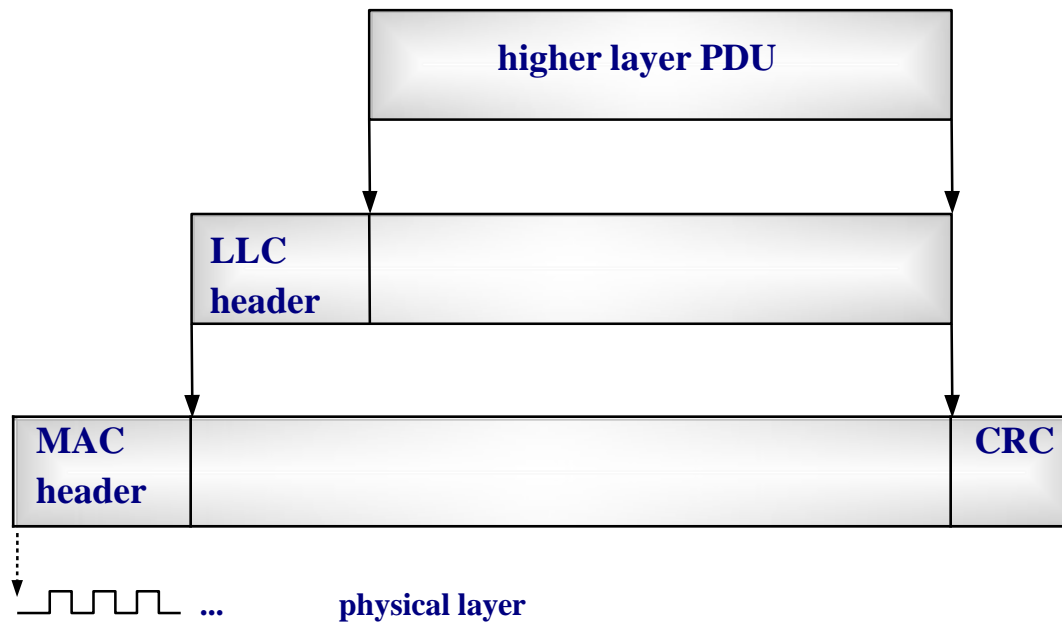 higher layer PDU
LLC
header
MAC
header
CRC
... physical layer